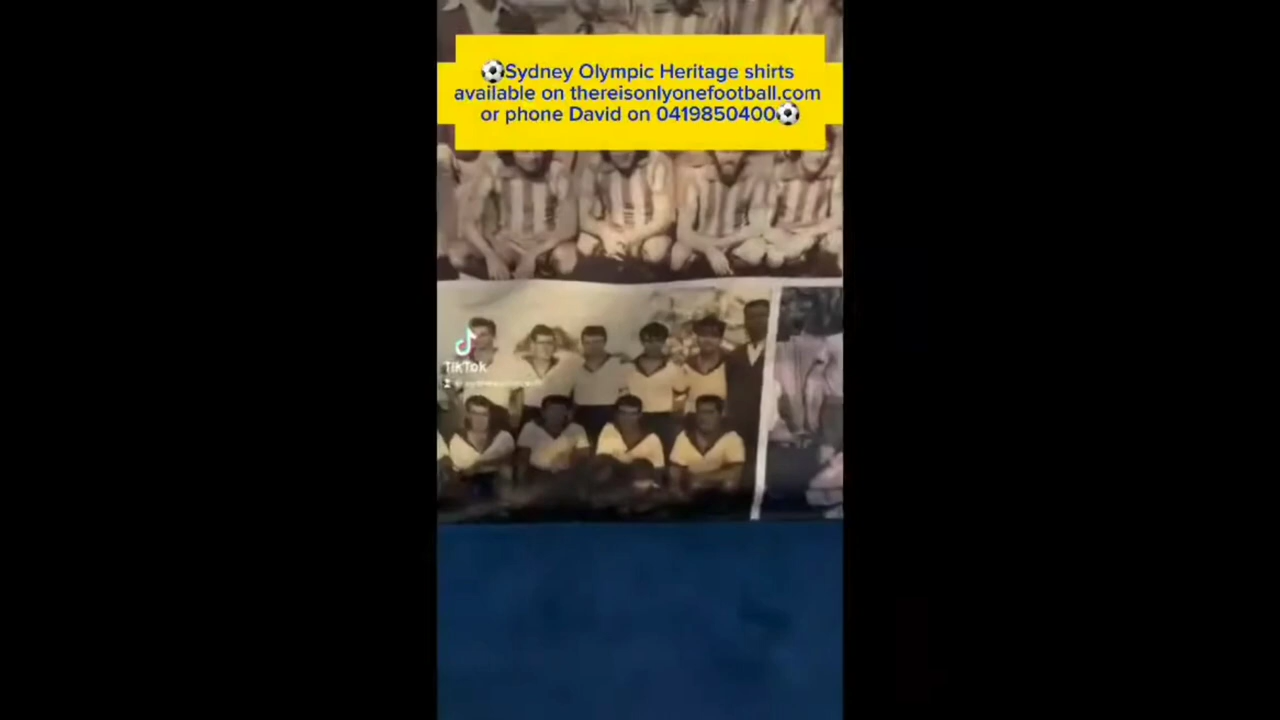 ⚽Sydney Olympic Heritage shirts
available on thereisonlyonefootball.com
or phone David on 0419850400⚽
TikTok